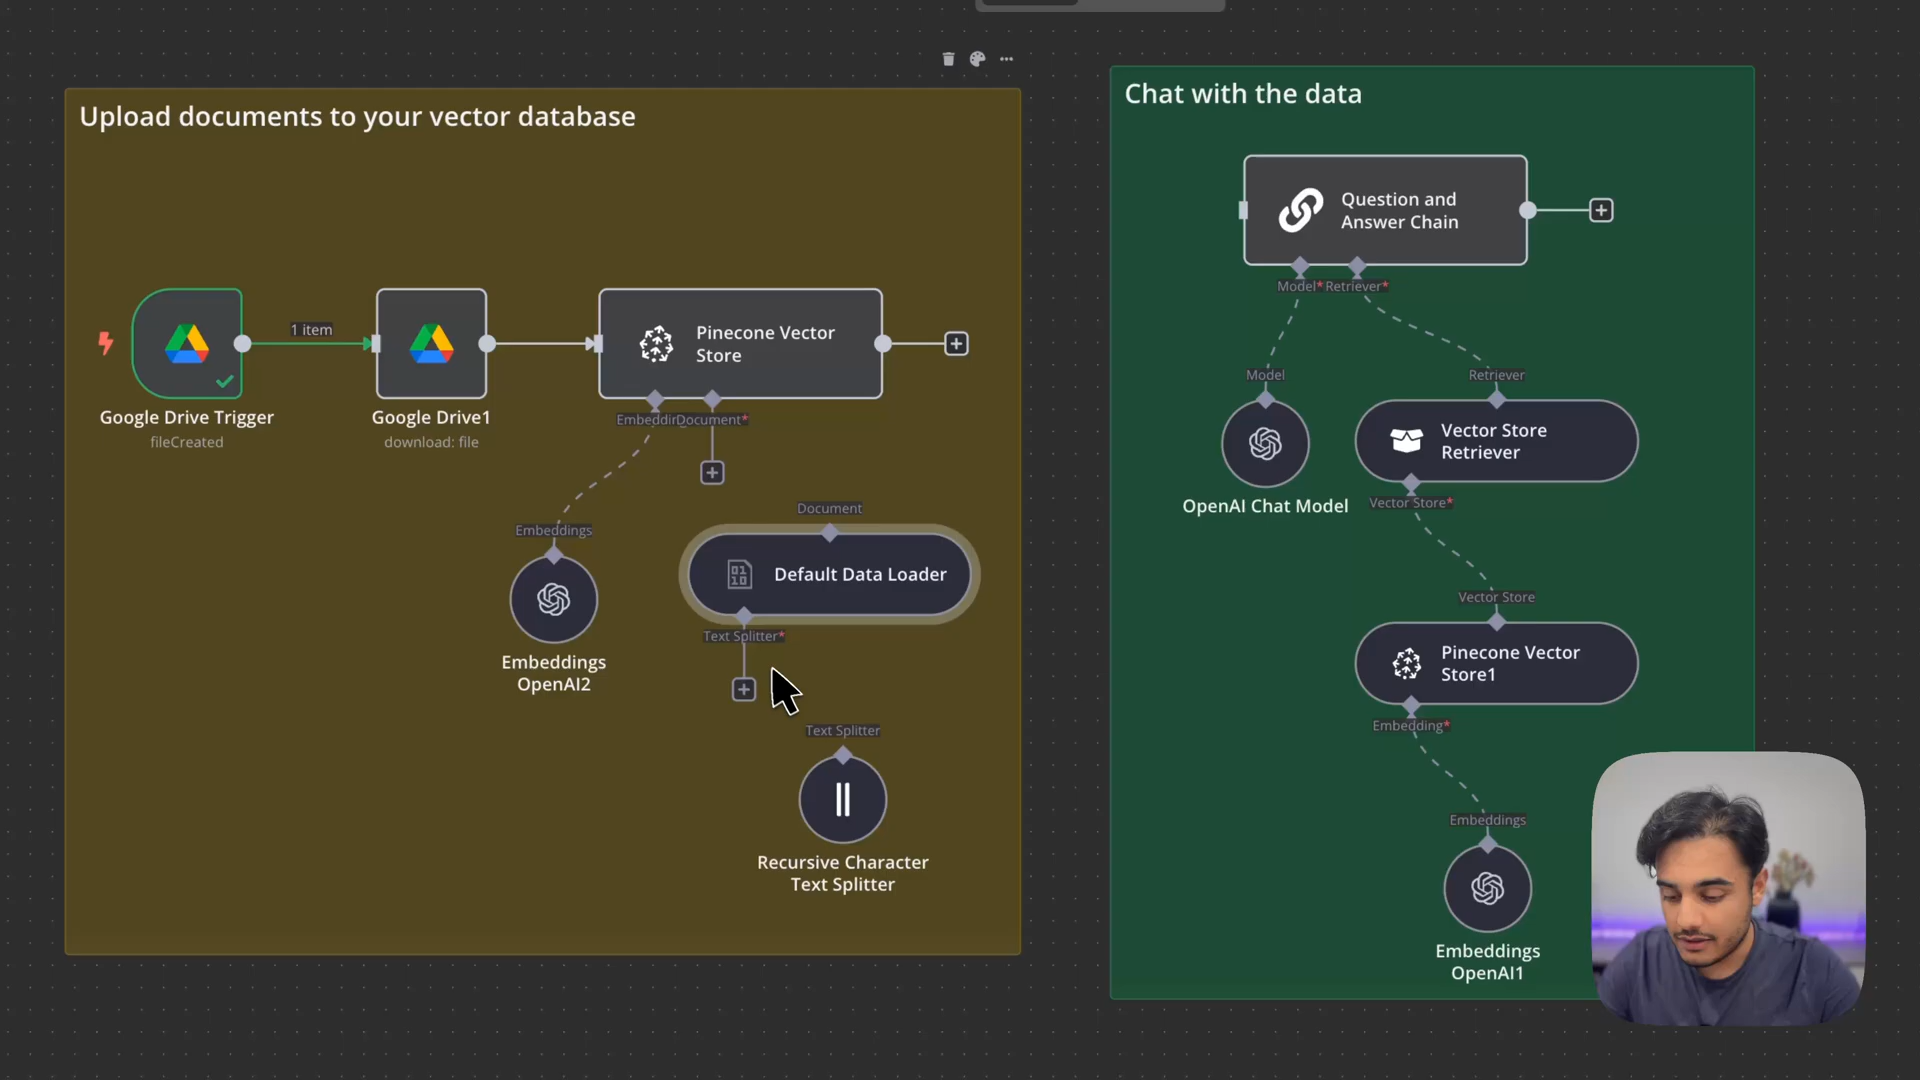 Upload documents to your vector database
1 item
Google Drive Trigger
fileCreated
Google Drive1
download: file
Pinecone Vector
Store
Document*
Embeddings
Embeddings
OpenAI2
Document
Default Data Loader
Text Splitter*
Text Splitter
Recursive Character
Text Splitter
Chat with the data
Question and
Answer Chain
Model* Retriever*
Model
OpenAI Chat Model
Retriever
Vector Store
Retriever
Vector Store*
Vector Store
Pinecone Vector
Store1
Embedding*
Embeddings
Embeddings
OpenAI1